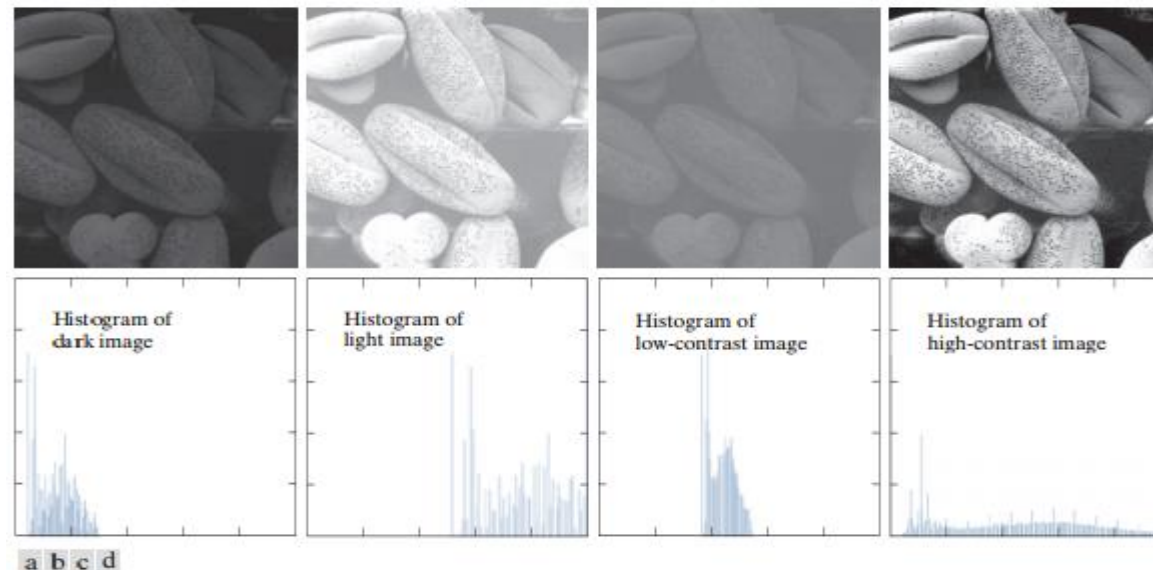 Histogram of
dark image
Histogram of
light image
Histogram of
low-contrast image
Histogram of
high-contrast image
a b c d